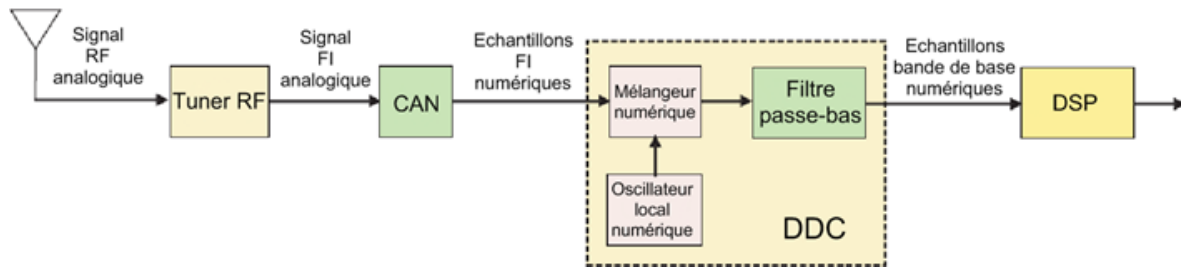 Signal
RF
analogique
Tuner RF
Signal
FI
analogique
CAN
Echantillons
FI
numériques
Mélangeur
numérique
Oscillateur
local
numérique
Filtre
passe-bas
DDC
Echantillons
bande de base
numériques
DSP